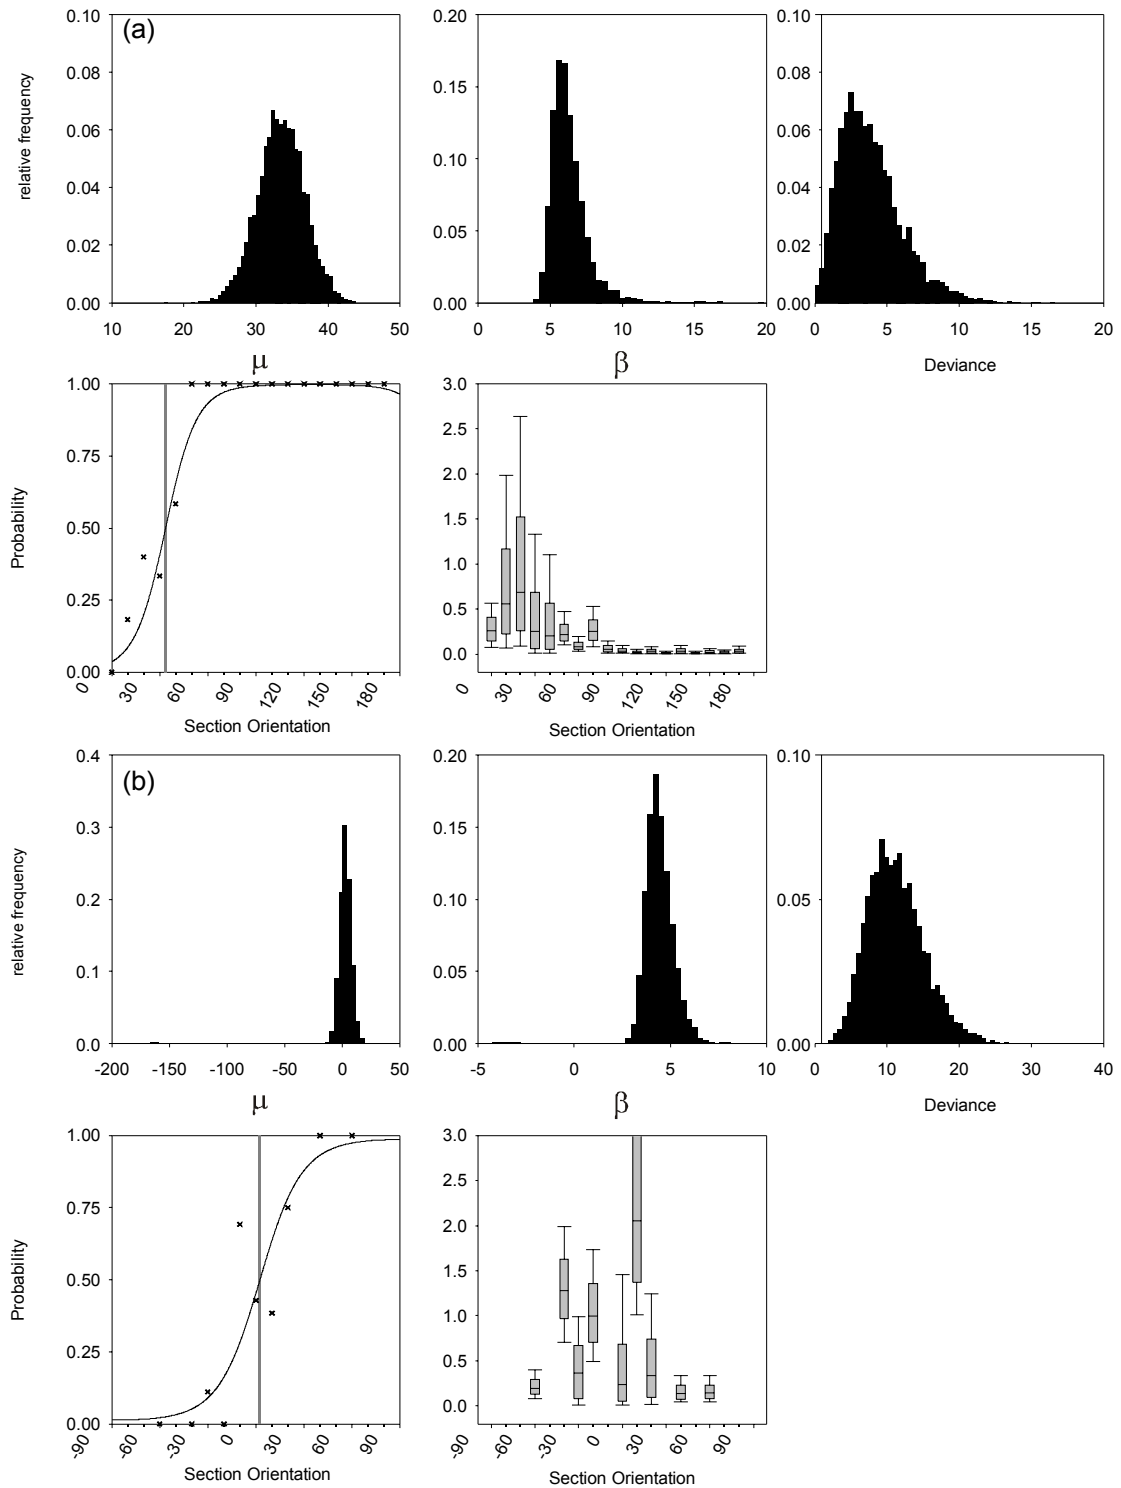 (a)
relative frequency
0.10
0.08
0.06
0.04
0.02
0.00
10 20 30 40 50
μ
0.20
0.15
0.10
0.05
0.00
0 5 10 15 20
β
0.10
0.08
0.06
0.04
0.02
0.00
0 5 10 15 20
Deviance
Probability
1.00
0.75
0.50
0.25
0.00
0 30 60 90 120 150 180
Section Orientation
3.0
2.5
2.0
1.5
1.0
0.5
0.0
0 30 60 90 120 150 180
Section Orientation
(b)
relative frequency
0.4
0.3
0.2
0.1
0.0
-200 -150 -100 -50 0 50
μ
0.20
0.15
0.10
0.05
0.00
-5 0 5 10
β
0.10
0.05
0.00
0 10 20 30 40
Deviance
Probability
1.00
0.75
0.50
0.25
0.00
-90 -60 -30 0 30 60 90
Section Orientation
3.0
2.5
2.0
1.5
1.0
0.5
0.0
-90 -60 -30 0 30 60 90
Section Orientation